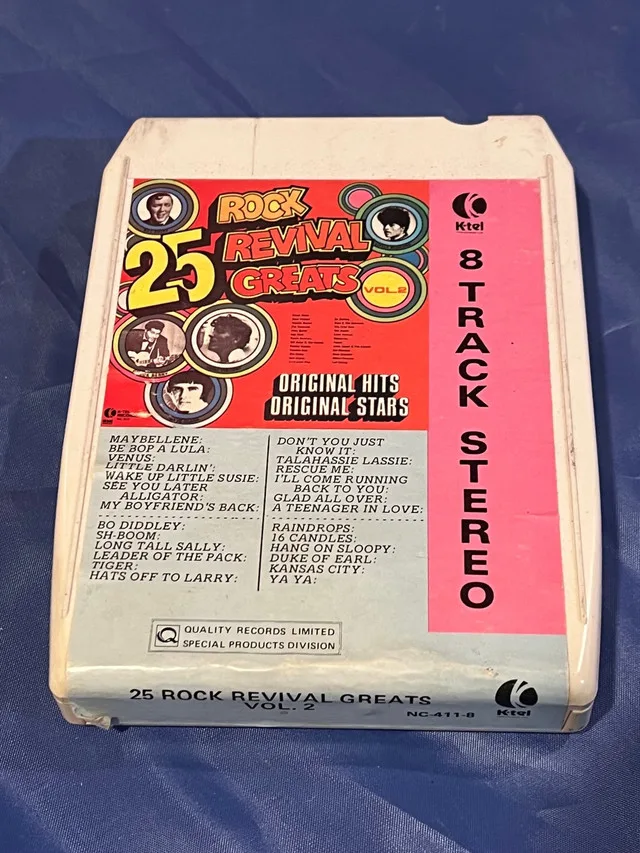 ROCK
25 REVIVAL
GREATS
VOL.2
ORIGINAL HITS
ORIGINAL STARS
K-tel
8 TRACK STEREO
MAYBELLENE:
BE BOP A LULA:
VENUS:
LITTLE DARLIN':
WAKE UP LITTLE SUSIE:
SEE YOU LATER
ALLIGATOR:
MY BOYFRIEND'S BACK:
BO DIDDLEY:
SH-BOOM:
LONG TALL SALLY:
LEADER OF THE PACK:
TIGER:
HATS OFF TO LARRY:
DON'T YOU JUST
KNOW IT:
TALAHASSIE LASSIE:
RESCUE ME:
I'LL COME RUNNING
BACK TO YOU:
GLAD ALL OVER:
A TEENAGER IN LOVE:
RAINDROPS:
16 CANDLES:
HANG ON SLOOPY:
DUKE OF EARL:
KANSAS CITY:
YA YA:
Q QUALITY RECORDS LIMITED
SPECIAL PRODUCTS DIVISION
25 ROCK REVIVAL GREATS
VOL. 2
NC-411-8
K-tel